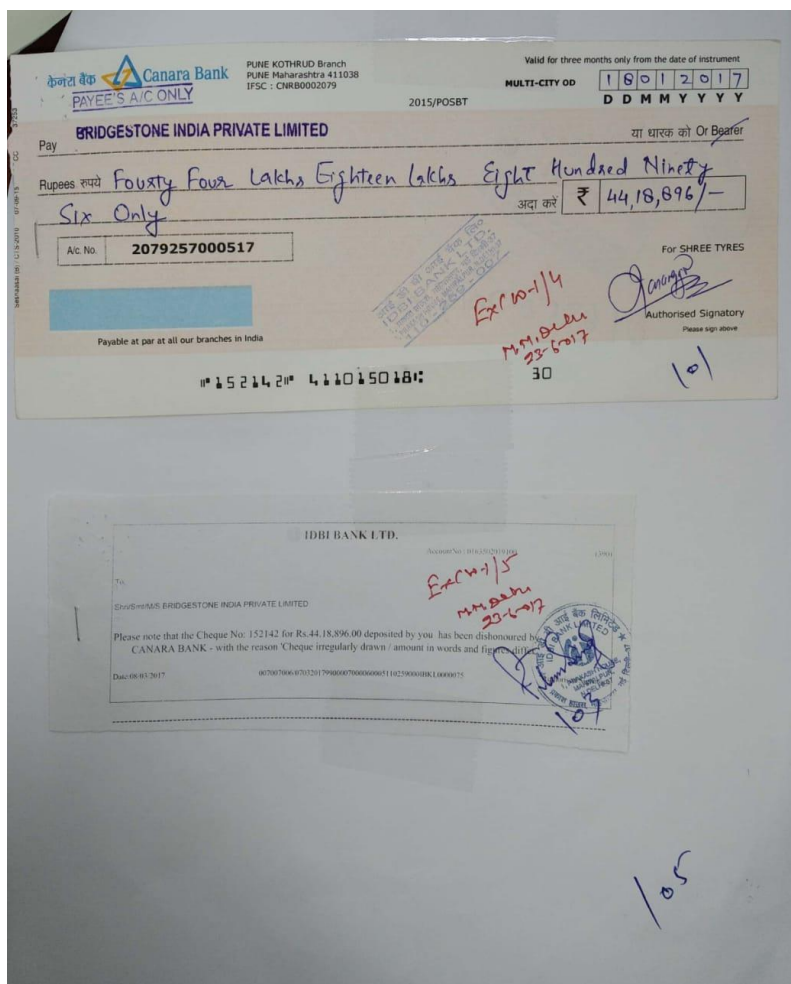 केनरा बैंक Canara Bank
PAYEE'S A/C ONLY
PUNE KOTHRUD Branch
PUNE Maharashtra 411038
IFSC : CNRB0002079
2015/POSBT
Valid for three months only from the date of instrument
MULTI-CITY OD
1 8 0 1 2 0 1 7
D D M M Y Y Y Y
Pay BRIDGESTONE INDIA PRIVATE LIMITED
या धारक को Or Bearer
Rupees रुपये Fourty Four Lakhs Eighteen Lakhs Eight Hundred Ninety
Six Only
अदा करें ₹ 44,18,896/-
A/c. No. 2079257000517
IDBI BANK LTD.
For SHREE TYRES
Authorised Signatory
Please sign above
Payable at par at all our branches in India
Ex CW-1/4
M.M. Delhi
23-6-017
⑈152142⑈ 411015018⑆ 30
101
IDBI BANK LTD.
To,
Shri/Smt/M/S BRIDGESTONE INDIA PRIVATE LIMITED
Ex CW-1/5
M.M. Delhi
23-6-017
Please note that the Cheque No: 152142 for Rs.44,18,896.00 deposited by you has been dishonoured by
CANARA BANK - with the reason 'Cheque irregularly drawn / amount in words and figures differ
Date:08-03-2017
103
105